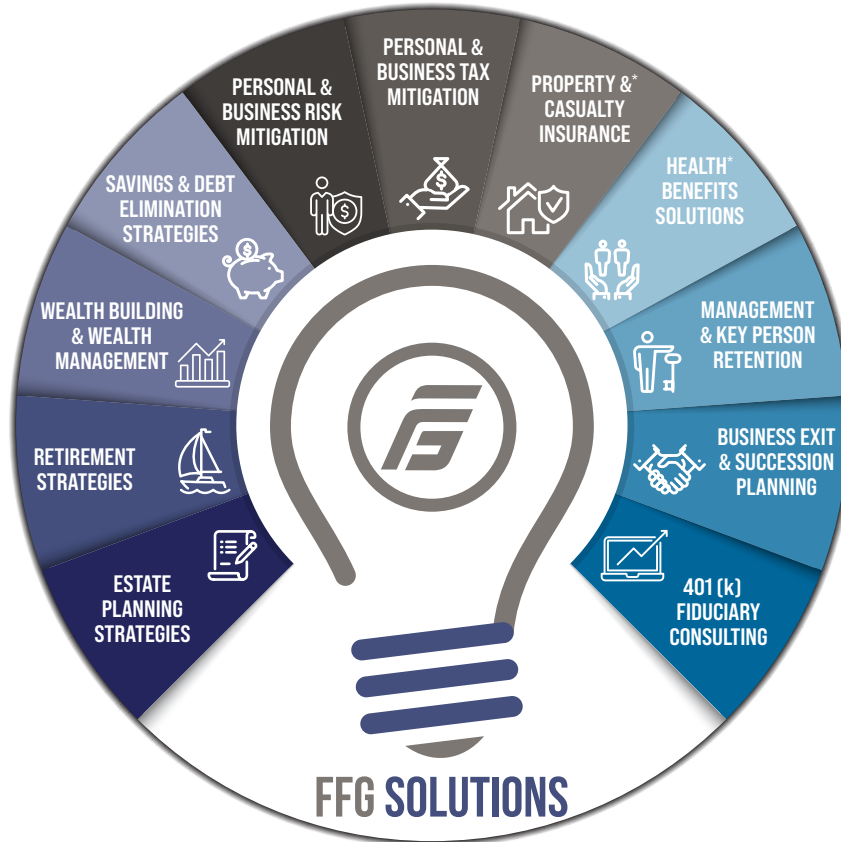 PERSONAL &
BUSINESS TAX
MITIGATION
PERSONAL &
BUSINESS RISK
MITIGATION
PROPERTY &*
CASUALTY
INSURANCE
SAVINGS & DEBT
ELIMINATION
STRATEGIES
HEALTH*
BENEFITS
SOLUTIONS
WEALTH BUILDING
& WEALTH
MANAGEMENT
MANAGEMENT
& KEY PERSON
RETENTION
RETIREMENT
STRATEGIES
BUSINESS EXIT
& SUCCESSION
PLANNING
ESTATE
PLANNING
STRATEGIES
401 (k)
FIDUCIARY
CONSULTING
FFG SOLUTIONS